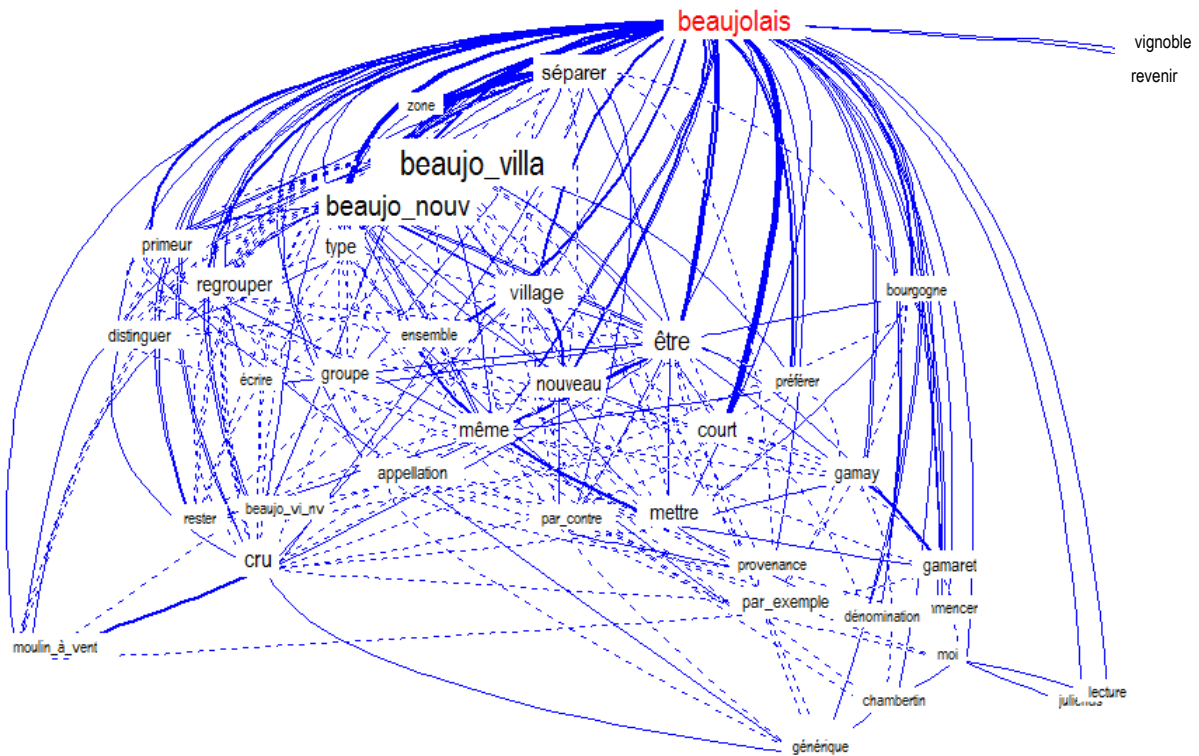 beaujolais
vignoble
séparer
revenir
zone
beaujo_villa
beaujo_nouv
primeur
type
regrouper
village
bourgogne
distinguer
ensemble
être
écrire
groupe
nouveau
préférer
même
court
appellation
gamay
rester
beaujo_vi_nv
par_contre
mettre
cru
provenance
gamaret
par_exemple
dénomination
mmencer
moulin_à_vent
moi
chambertin
lecture
générique